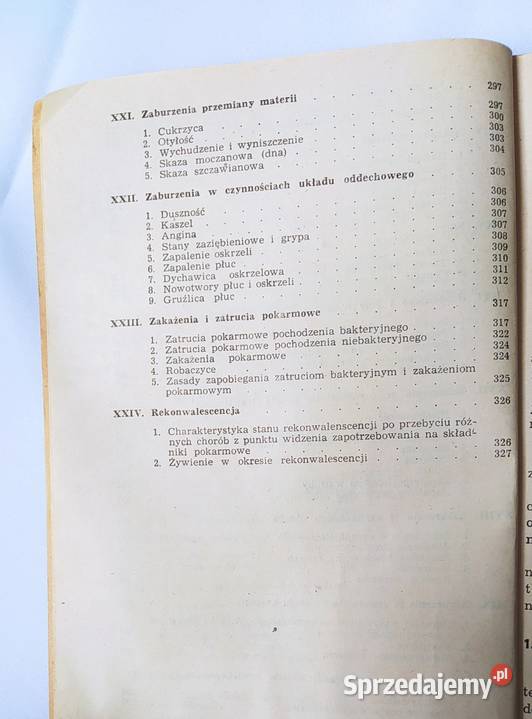 XXI. Zaburzenia przemiany materii . . . . . . . . . 297
1. Cukrzyca . . . . . . . . . . . . 297
2. Otyłość . . . . . . . . . . . . 300
3. Wychudzenie i wyniszczenie . . . . . . . . 303
4. Skaza moczanowa (dna) . . . . . . . . . 303
5. Skaza szczawianowa . . . . . . . . . . 304
XXII. Zaburzenia w czynnościach układu oddechowego . . . . 305
1. Duszność . . . . . . . . . . . . 306
2. Kaszel . . . . . . . . . . . . 306
3. Angina . . . . . . . . . . . . 307
4. Stany zaziębieniowe i grypa . . . . . . . . 307
5. Zapalenie oskrzeli . . . . . . . . . . 308
6. Zapalenie płuc . . . . . . . . . . . 309
7. Dychawica oskrzelowa . . . . . . . . . 310
8. Nowotwory płuc i oskrzeli . . . . . . . . 311
9. Gruźlica płuc . . . . . . . . . . . 312
XXIII. Zakażenia i zatrucia pokarmowe . . . . . . . . 317
1. Zatrucia pokarmowe pochodzenia bakteryjnego . . . . 317
2. Zatrucia pokarmowe pochodzenia niebakteryjnego . . . 322
3. Zakażenia pokarmowe . . . . . . . . . 324
4. Robaczyce . . . . . . . . . . . . 324
5. Zasady zapobiegania zatruciom bakteryjnym i zakażeniom
pokarmowym . . . . . . . . . . . 325
XXIV. Rekonwalescencja . . . . . . . . . . . 326
1. Charakterystyka stanu rekonwalenscencji po przebyciu róż-
nych chorób z punktu widzenia zapotrzebowania na skład-
niki pokarmowe . . . . . . . . . . 326
2. Żywienie w okresie rekonwalescencji . . . . . . 327
Sprzedajemy.pl